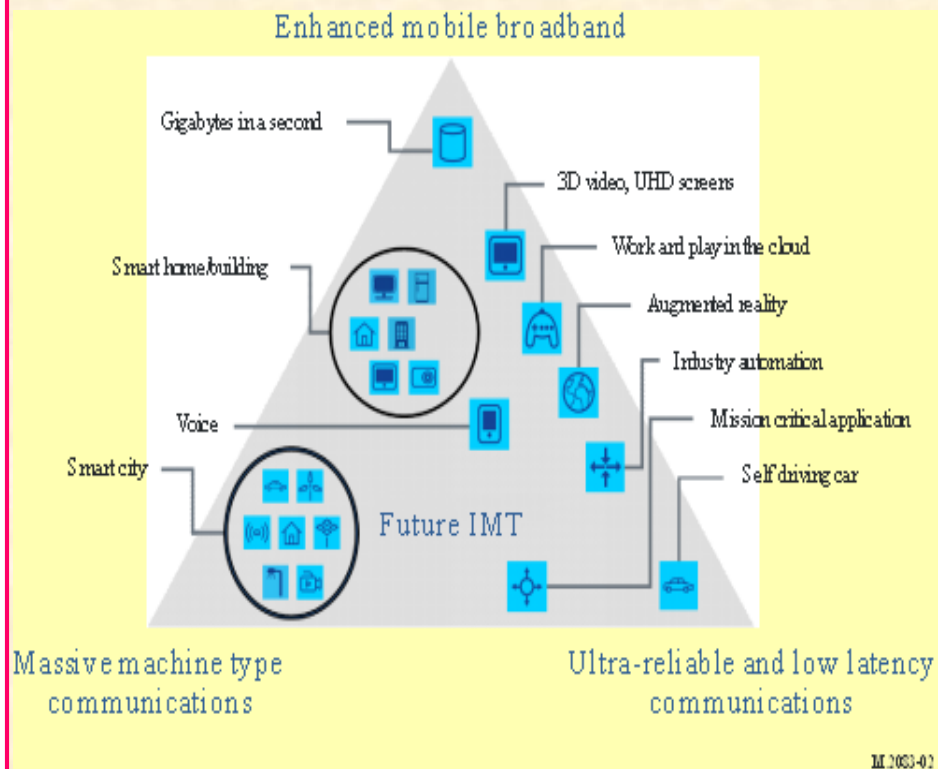 Enhanced mobile broadband
Gigabytes in a second
3D video, UHD screens
Work and play in the cloud
Smart home/building
Augmented reality
Industry automation
Voice
Mission critical application
Smart city
Self driving car
Future IMT
Massive machine type
communications
Ultra-reliable and low latency
communications
M.2083-02